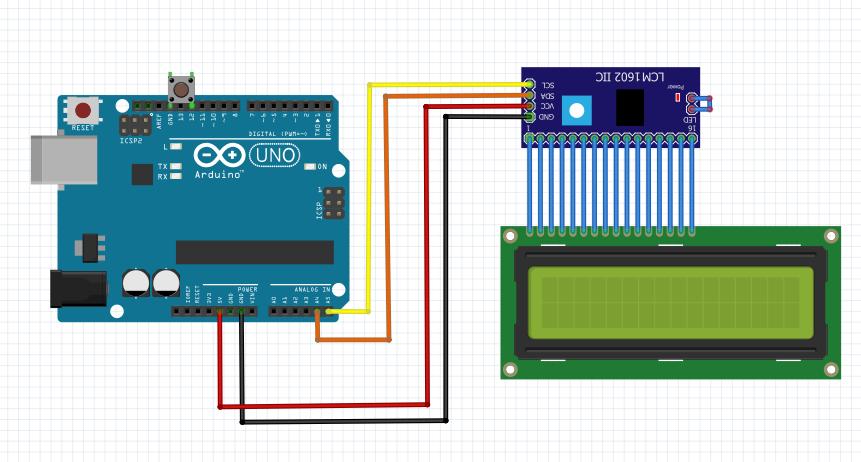 LCM1602 IIC
SCL
SDA
VCC
GND
Power
LED
1
16
RESET
ICSP2
AREF
GND
13
12
~11
~10
~9
8
7
~6
~5
4
~3
2
TX0▶1
RX0◀0
DIGITAL (PWM=~)
L
TX
RX
UNO
Arduino™
ON
1
ICSP
IOREF
RESET
3V3
5V
GND
GND
VIN
POWER
A0
A1
A2
A3
A4
A5
ANALOG IN